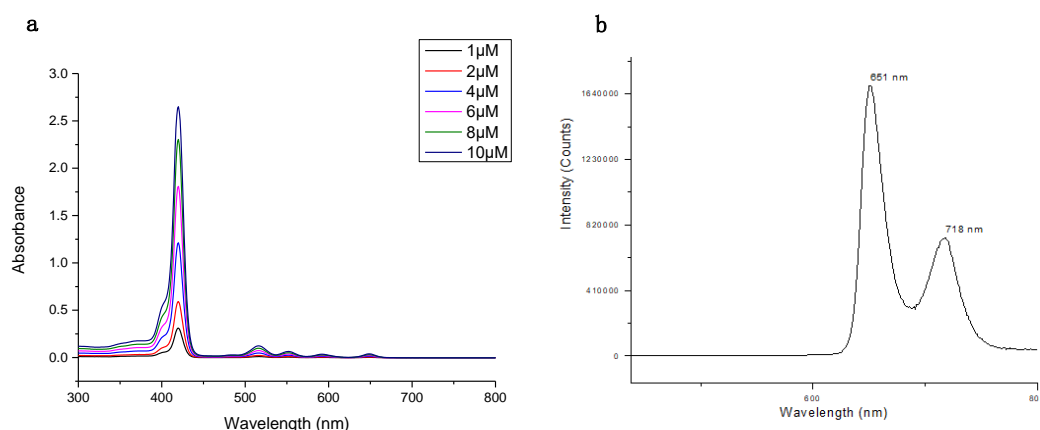 a
1µM
2µM
4µM
6µM
8µM
10µM
3.0
2.5
2.0
1.5
1.0
0.5
0.0
Absorbance
300 400 500 600 700 800
Wavelength (nm)
b
651 nm
718 nm
1640000
1230000
820000
410000
0
Intensity (Counts)
600 80
Wavelength (nm)